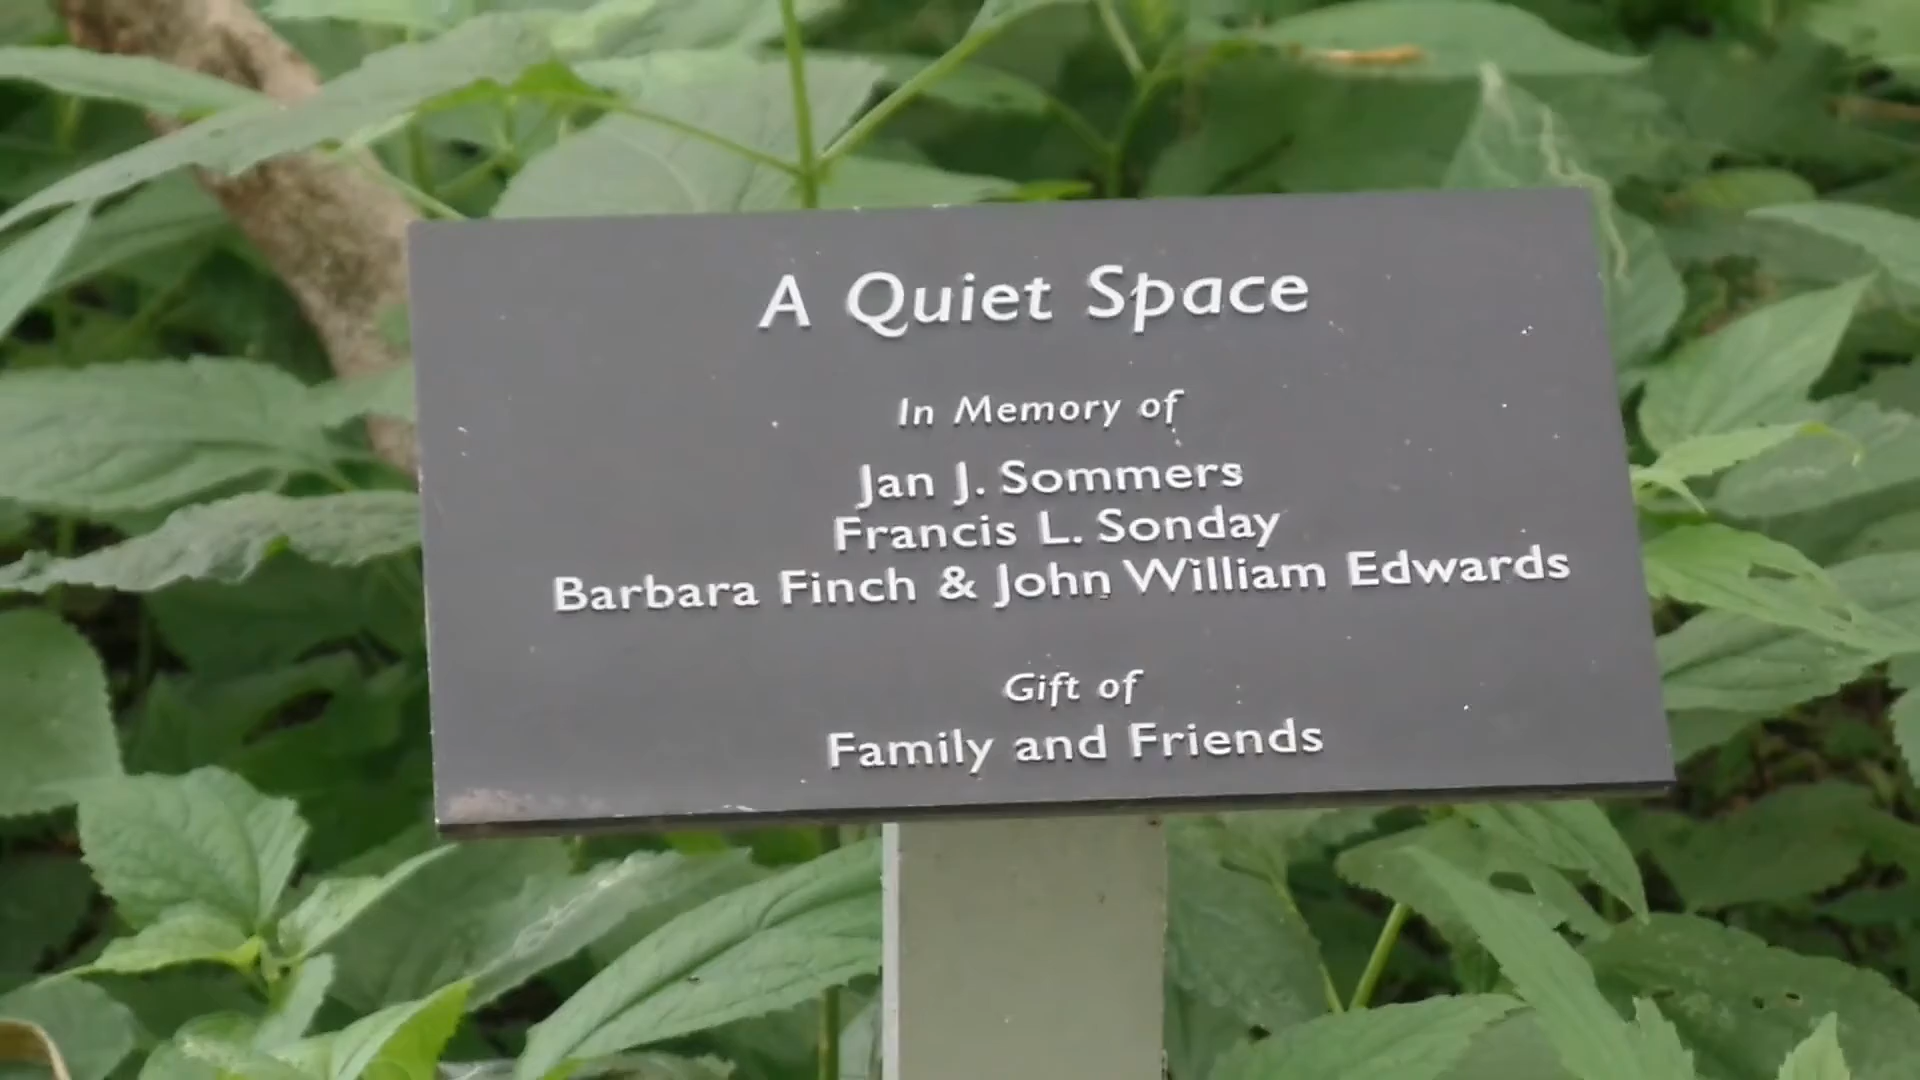 A Quiet Space
In Memory of
Jan J. Sommers
Francis L. Sonday
Barbara Finch & John William Edwards
Gift of
Family and Friends